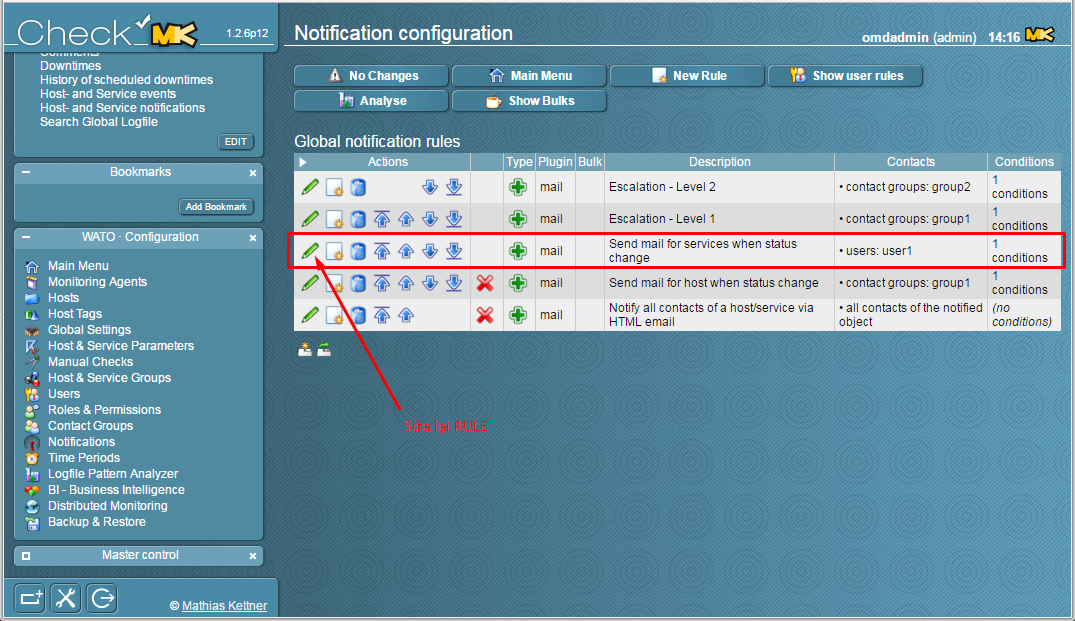 Check MK 1.2.6p12
Comments
Downtimes
History of scheduled downtimes
Host- and Service events
Host- and Service notifications
Search Global Logfile
EDIT
Bookmarks
Add Bookmark
WATO · Configuration
Main Menu
Monitoring Agents
Hosts
Host Tags
Global Settings
Host & Service Parameters
Manual Checks
Host & Service Groups
Users
Roles & Permissions
Contact Groups
Notifications
Time Periods
Logfile Pattern Analyzer
BI - Business Intelligence
Distributed Monitoring
Backup & Restore
Master control
© Mathias Kettner
Notification configuration
omdadmin (admin) 14:16 MK
No Changes Main Menu New Rule Show user rules
Analyse Show Bulks
Global notification rules
Actions Type Plugin Bulk Description Contacts Conditions
mail Escalation - Level 2 • contact groups: group2 1
conditions
mail Escalation - Level 1 • contact groups: group1 1
conditions
mail Send mail for services when status
change • users: user1 1
conditions
mail Send mail for host when status change • contact groups: group1 1
conditions
mail Notify all contacts of a host/service via
HTML email • all contacts of the notified
object (no
conditions)
Sửa lại RULE